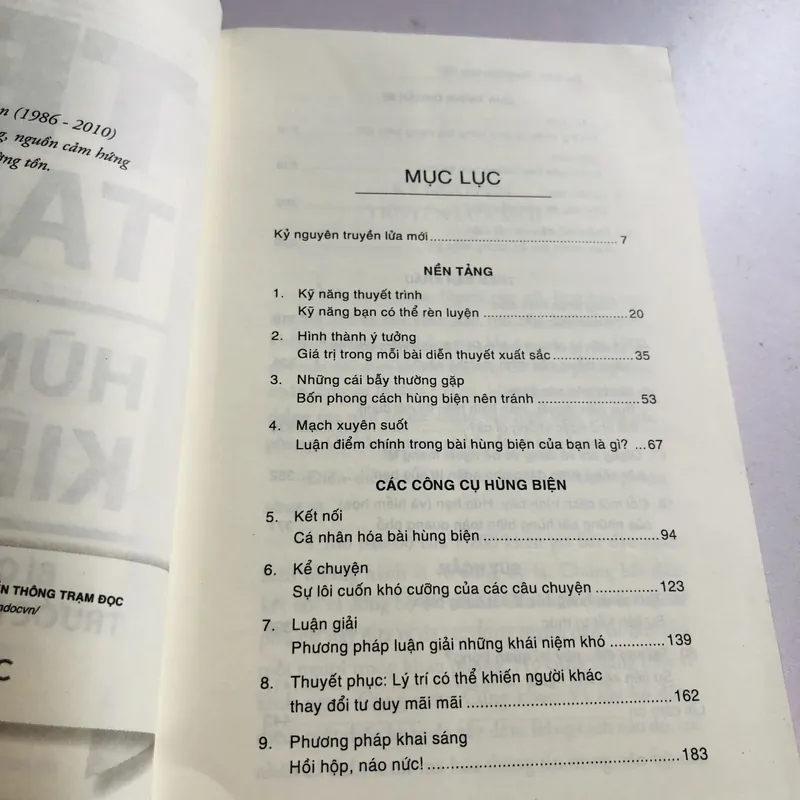 n (1986 - 2010)
g, nguồn cảm hứng
ờng tồn.
TA
HÙN
KIỆ
N THÔNG TRẠM ĐỌC
ndocvn/
C
MỤC LỤC
Kỷ nguyên truyền lửa mới................................................7
NỀN TẢNG
1. Kỹ năng thuyết trình
Kỹ năng bạn có thể rèn luyện .....................................20
2. Hình thành ý tưởng
Giá trị trong mỗi bài diễn thuyết xuất sắc.....................35
3. Những cái bẫy thường gặp
Bốn phong cách hùng biện nên tránh ..........................53
4. Mạch xuyên suốt
Luận điểm chính trong bài hùng biện của bạn là gì? ...67
CÁC CÔNG CỤ HÙNG BIỆN
5. Kết nối
Cá nhân hóa bài hùng biện ..........................................94
6. Kể chuyện
Sự lôi cuốn khó cưỡng của các câu chuyện ..............123
7. Luận giải
Phương pháp luận giải những khái niệm khó .............139
8. Thuyết phục: Lý trí có thể khiến người khác
thay đổi tư duy mãi mãi ..............................................162
9. Phương pháp khai sáng
Hồi hộp, náo nức!........................................................183